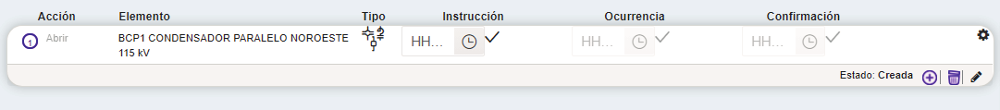 Acción Elemento Tipo Instrucción Ocurrencia Confirmación
1 Abrir BCP1 CONDENSADOR PARALELO NOROESTE HH... HH... HH...
115 kV
Estado: Creada